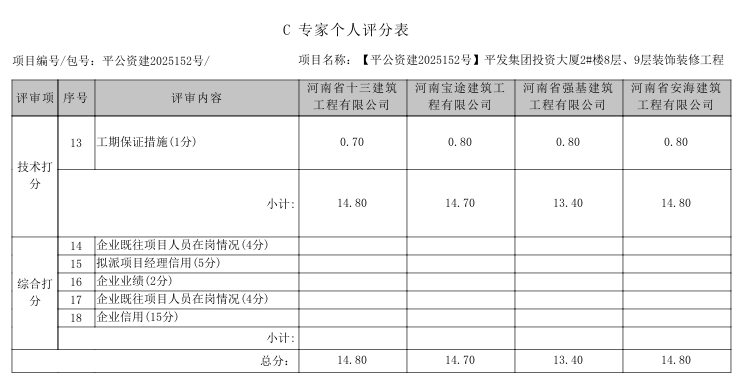 C 专家个人评分表
项目编号/包号：平公资建2025152号/ 项目名称：【平公资建2025152号】平发集团投资大厦2#楼8层、9层装饰装修工程
评审项 序号 评审内容 河南省十三建筑工程有限公司 河南宝途建筑工程有限公司 河南省强基建筑工程有限公司 河南省安海建筑工程有限公司
技术打分 13 工期保证措施(1分) 0.70 0.80 0.80 0.80
小计: 14.80 14.70 13.40 14.80
综合打分 14 企业既往项目人员在岗情况(4分)
15 拟派项目经理信用(5分)
16 企业业绩(2分)
17 企业既往项目人员在岗情况(4分)
18 企业信用(15分)
小计:
总分： 14.80 14.70 13.40 14.80